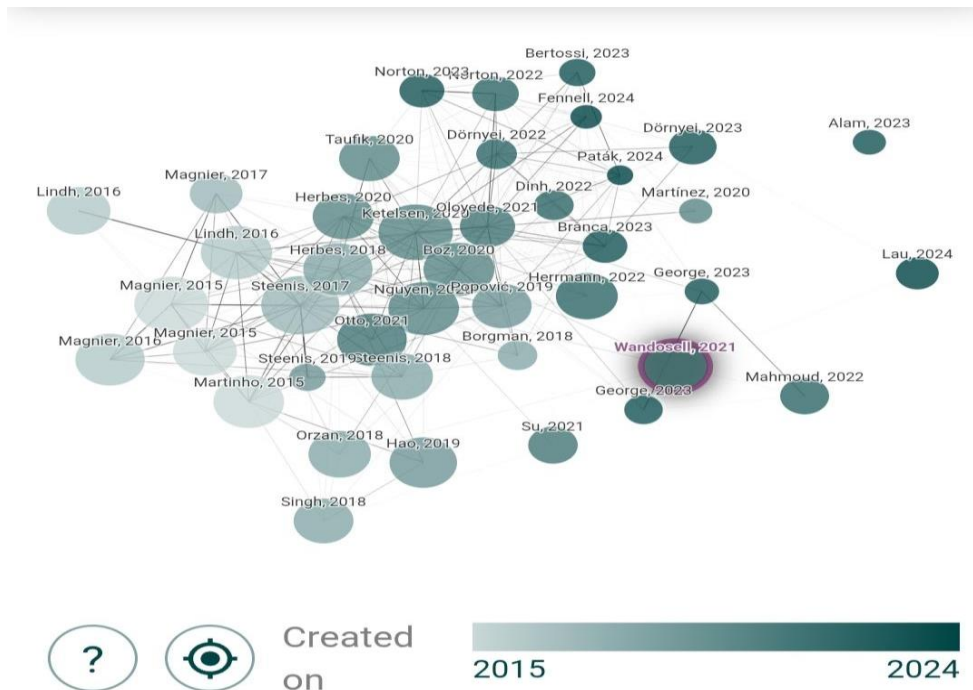 Bertossi, 2023
Norton, 2023
Norton, 2022
Fennell, 2024
Alam, 2023
Dörnyei, 2022
Dörnyei, 2023
Taufik, 2020
Paták, 2024
Magnier, 2017
Lindh, 2016
Dinh, 2022
Martínez, 2020
Herbes, 2020
Ketelsen, 2020
Oloyede, 2021
Branca, 2023
Lindh, 2016
Herbes, 2018
Boz, 2020
Lau, 2024
Magnier, 2015
Steenis, 2017
Nguyen,
Popović, 2019
Herrmann, 2022
George, 2023
Otto, 2021
Magnier, 2016
Magnier, 2015
Borgman, 2018
Wandosell, 2021
Steenis, 2019
Steenis, 2018
Martinho, 2015
George, 2023
Mahmoud, 2022
Orzan, 2018
Hao, 2019
Su, 2021
Singh, 2018
?
Created
on
2015
2024